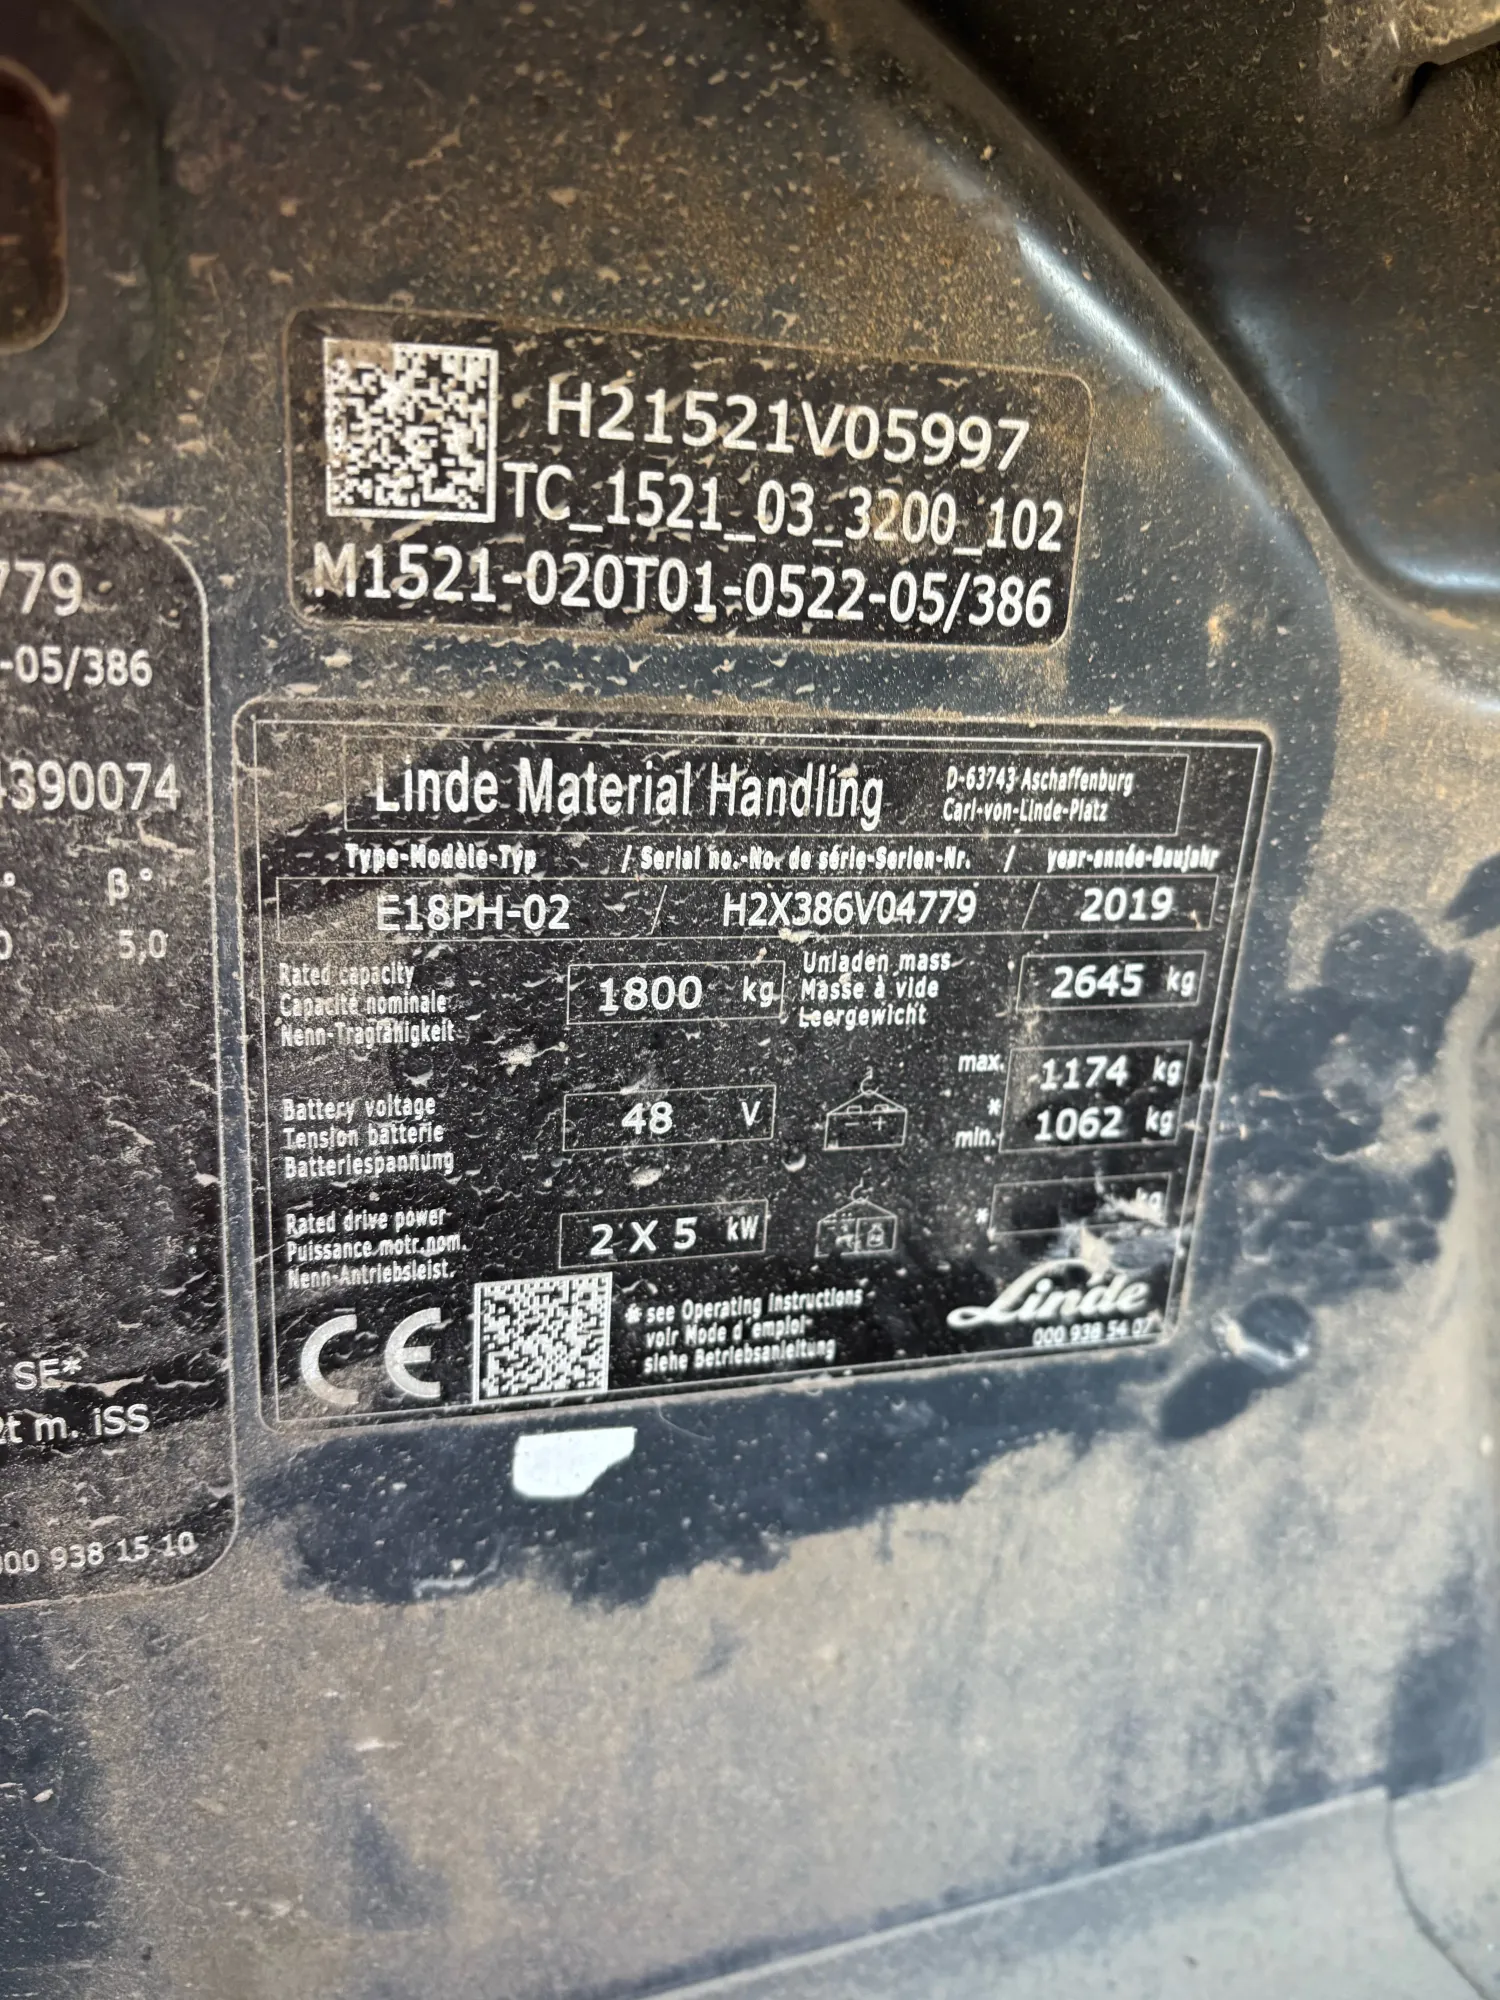 H21521V05997
TC_1521_03_3200_102
M1521-020T01-0522-05/386
779
-05/386
390074
° β°
0 5,0
SE*
t m. iSS
00 938 15 10
Linde Material Handling
D-63743 Aschaffenburg
Carl-von-Linde-Platz
Type-Modèle-Typ / Serial no.-No. de série-Serien-Nr. / year-année-Baujahr
E18PH-02 / H2X386V04779 / 2019
Rated capacity
Capacité nominale
Nenn-Tragfähigkeit
1800 kg
Unladen mass
Masse à vide
Leergewicht
2645 kg
Battery voltage
Tension batterie
Batteriespannung
48 V
max. 1174 kg
*
min. 1062 kg
Rated drive power
Puissance motr.nom.
Nenn-Antriebsleist.
2 X 5 kW
* kg
CE
* see Operating Instructions
voir Mode d'emploi
siehe Betriebsanleitung
Linde
000 938 54 07